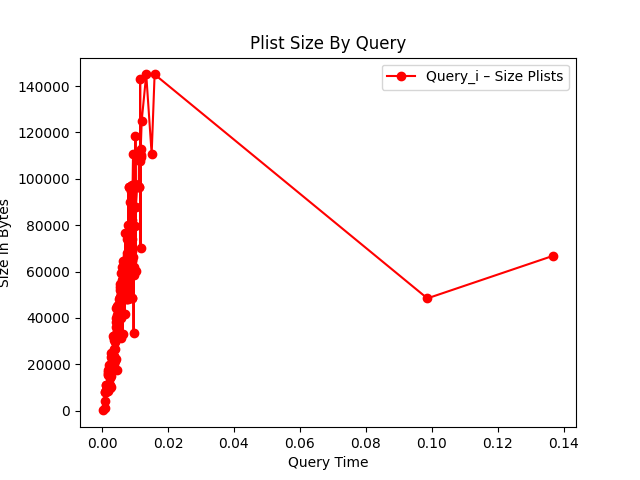 Plist Size By Query
Query_i – Size Plists
140000
120000
100000
80000
60000
40000
20000
0
Size in Bytes
0.00 0.02 0.04 0.06 0.08 0.10 0.12 0.14
Query Time